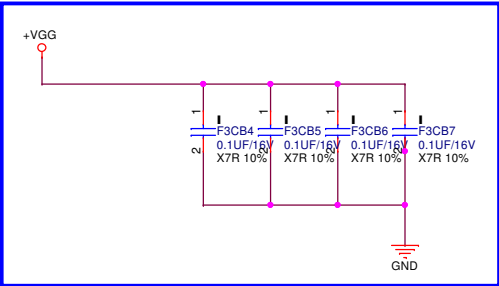 +VGG
1 1 1 1
F3CB4 F3CB5 F3CB6 F3CB7
0.1UF/16V 0.1UF/16V 0.1UF/16V 0.1UF/16V
2 2 2 2
X7R 10% X7R 10% X7R 10% X7R 10%
GND